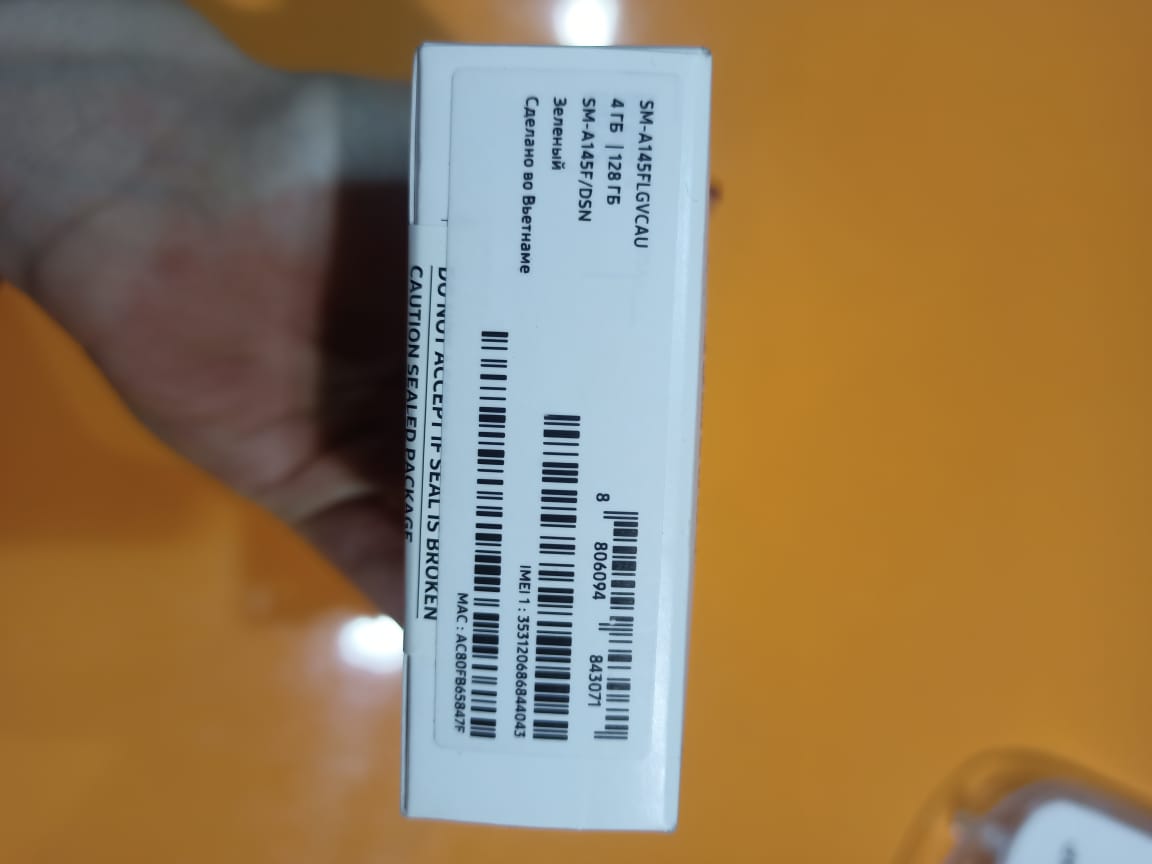 SM-A145FLGVCAU
4 ГБ | 128 ГБ
SM-A145F/DSN
Зеленый
Сделано во Вьетнаме
8 806094 843071
IMEI 1 : 353120686844043
MAC : AC80FB65847F
DO NOT ACCEPT IF SEAL IS BROKEN
CAUTION SEALED PACKAGE